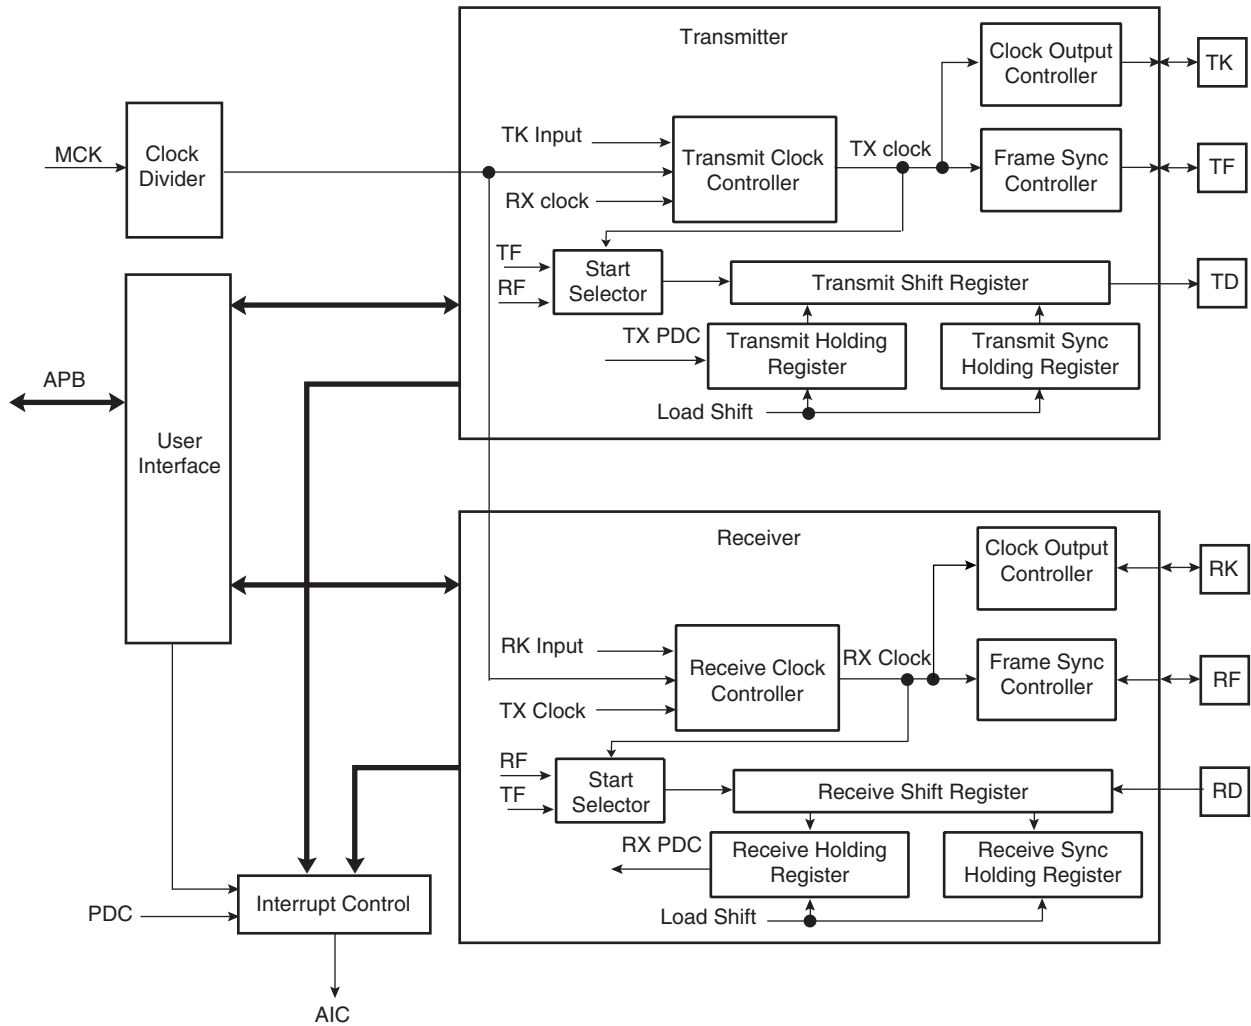 Transmitter
Clock Output
Controller
TK
MCK
Clock
Divider
TK Input
RX clock
Transmit Clock
Controller
TX clock
Frame Sync
Controller
TF
TF
RF
Start
Selector
Transmit Shift Register
TD
TX PDC
Transmit Holding
Register
Transmit Sync
Holding Register
Load Shift
APB
User
Interface
Receiver
Clock Output
Controller
RK
RK Input
TX Clock
Receive Clock
Controller
RX Clock
Frame Sync
Controller
RF
RF
TF
Start
Selector
Receive Shift Register
RD
RX PDC
Receive Holding
Register
Receive Sync
Holding Register
Load Shift
PDC
Interrupt Control
AIC